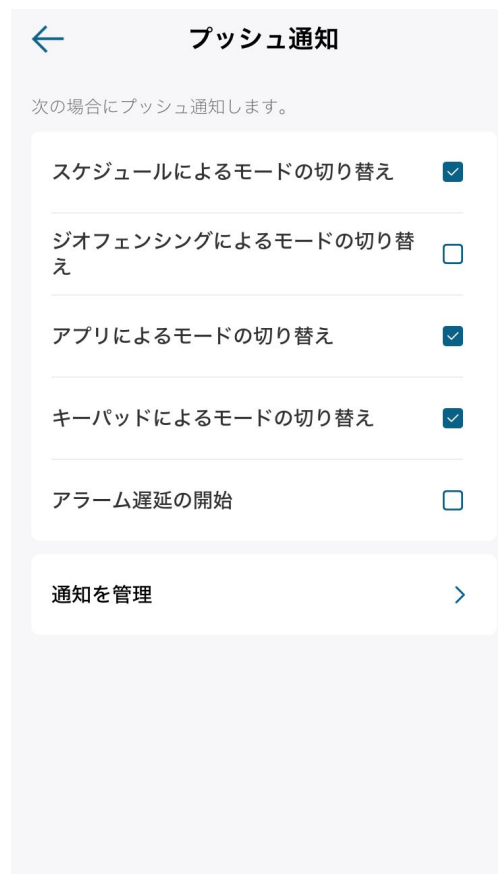 プッシュ通知
次の場合にプッシュ通知します。
スケジュールによるモードの切り替え
ジオフェンシングによるモードの切り替
え
アプリによるモードの切り替え
キーパッドによるモードの切り替え
アラーム遅延の開始
通知を管理